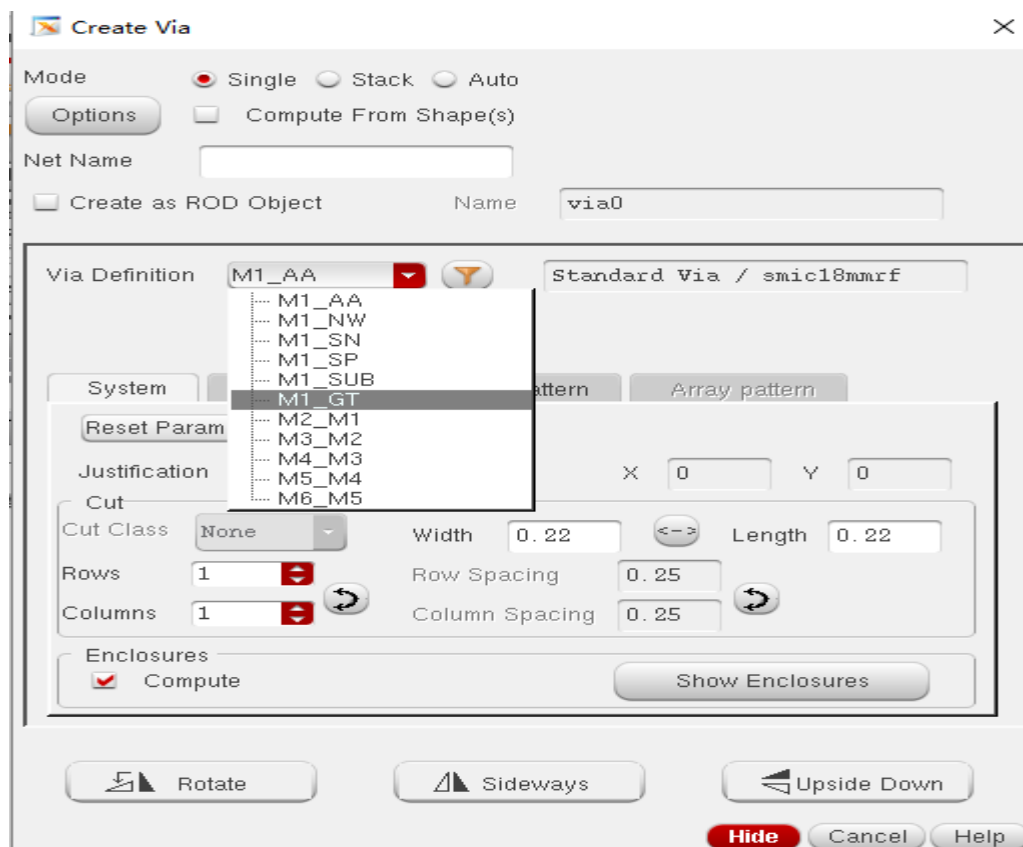 Create Via
Mode Single Stack Auto
Options Compute From Shape(s)
Net Name
Create as ROD Object Name via0
Via Definition M1_AA Standard Via / smic18mmrf
M1_AA
M1_NW
M1_SN
M1_SP
M1_SUB
System attern Array pattern
M1_GT
Reset Param M2_M1
M3_M2
M4_M3
Justification X 0 Y 0
M5_M4
M6_M5
Cut
Cut Class None Width 0.22 <-> Length 0.22
Rows 1 Row Spacing 0.25
Columns 1 Column Spacing 0.25
Enclosures
Compute Show Enclosures
Rotate Sideways Upside Down
Hide Cancel Help